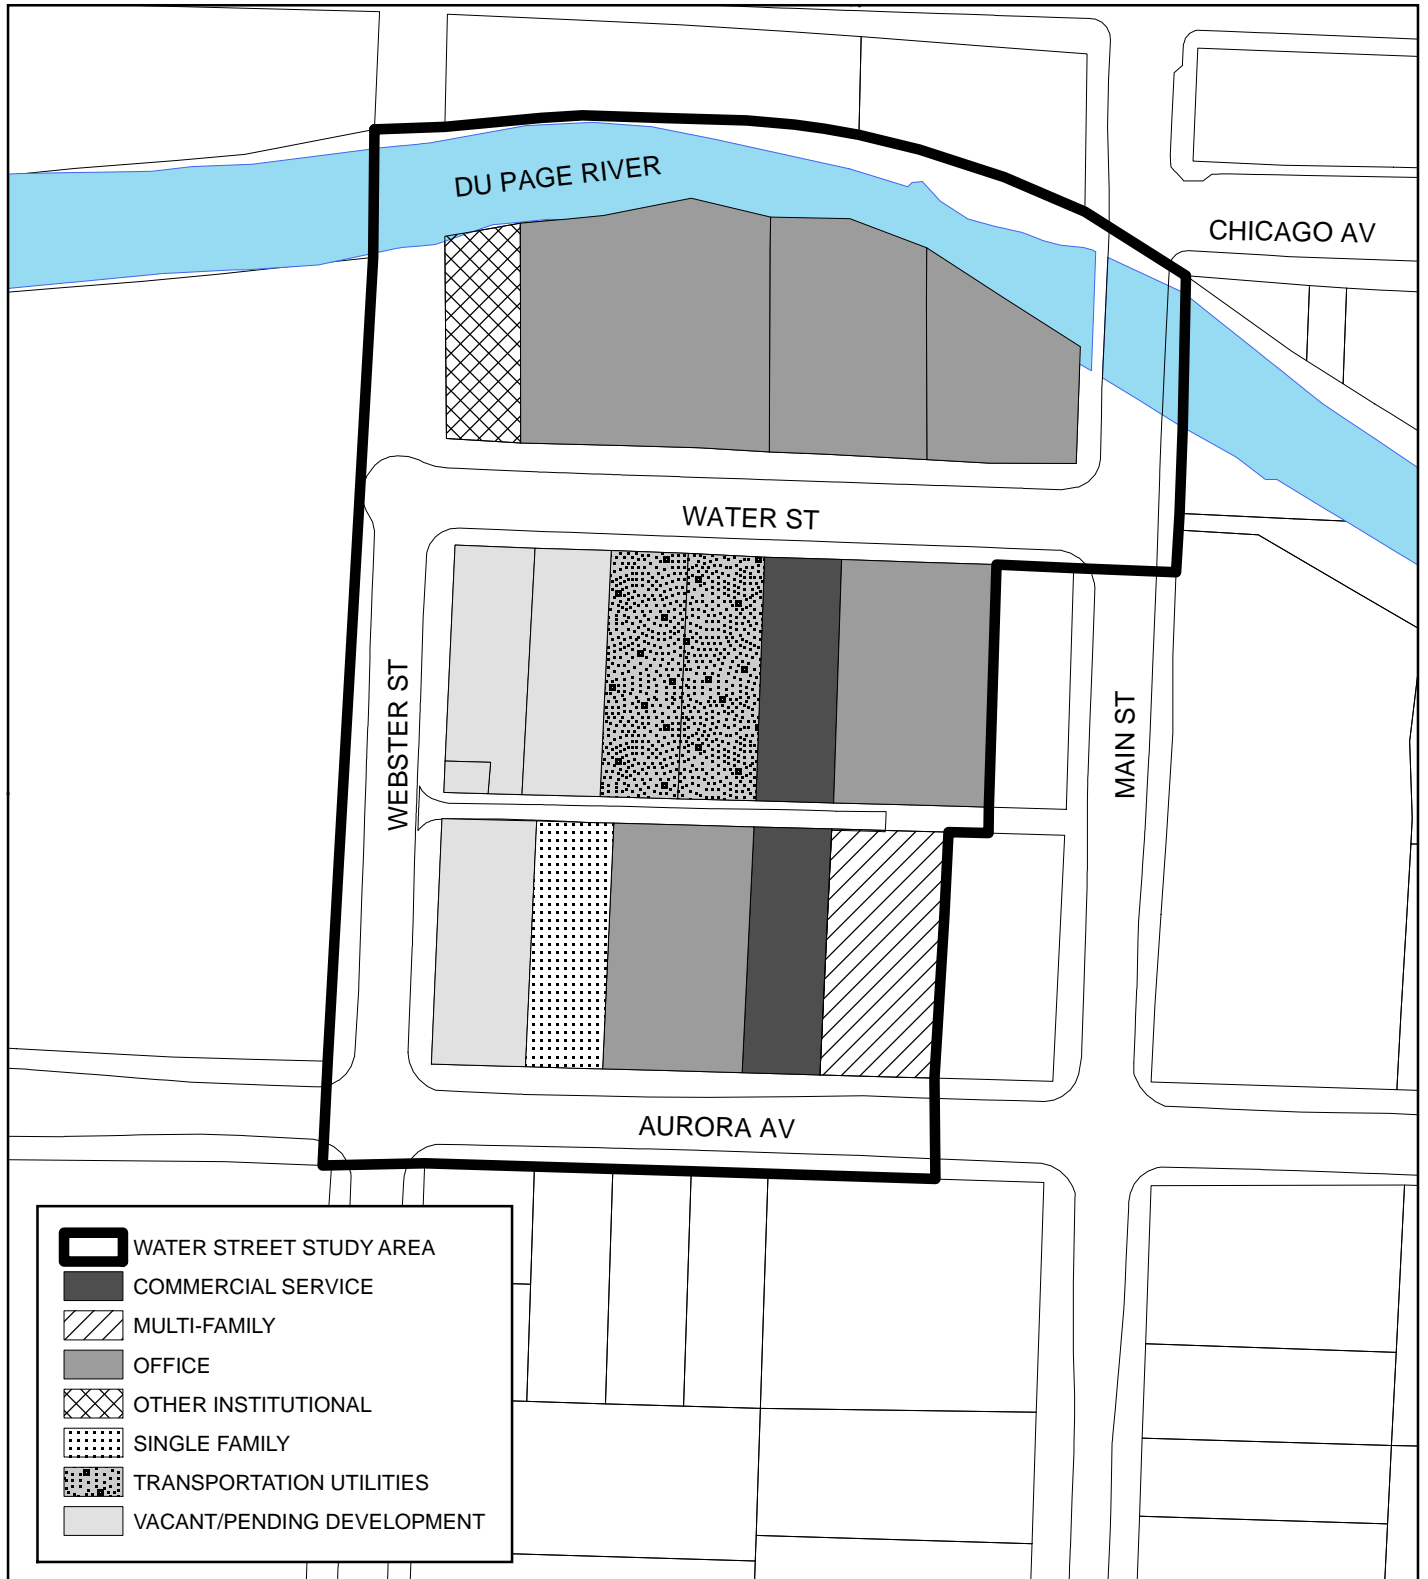 DU PAGE RIVER
CHICAGO AV
WATER ST
WEBSTER ST
MAIN ST
AURORA AV
WATER STREET STUDY AREA
COMMERCIAL SERVICE
MULTI-FAMILY
OFFICE
OTHER INSTITUTIONAL
SINGLE FAMILY
TRANSPORTATION UTILITIES
VACANT/PENDING DEVELOPMENT